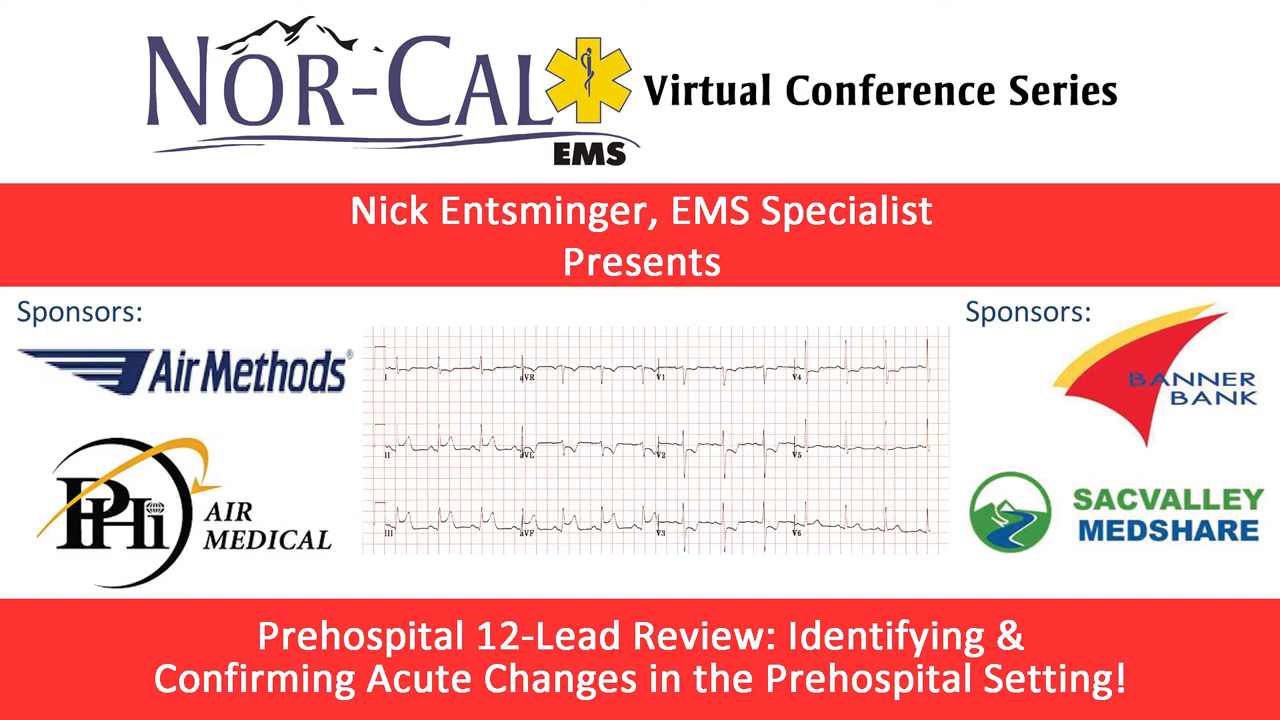 NOR-CAL
EMS
Virtual Conference Series
Nick Entsminger, EMS Specialist
Presents
Sponsors:
Air Methods®
PHi
AIR
MEDICAL
I aVR V1 V4
II aVL V2 V5
III aVF V3 V6
Sponsors:
BANNER
BANK
SACVALLEY
MEDSHARE
Prehospital 12-Lead Review: Identifying &
Confirming Acute Changes in the Prehospital Setting!